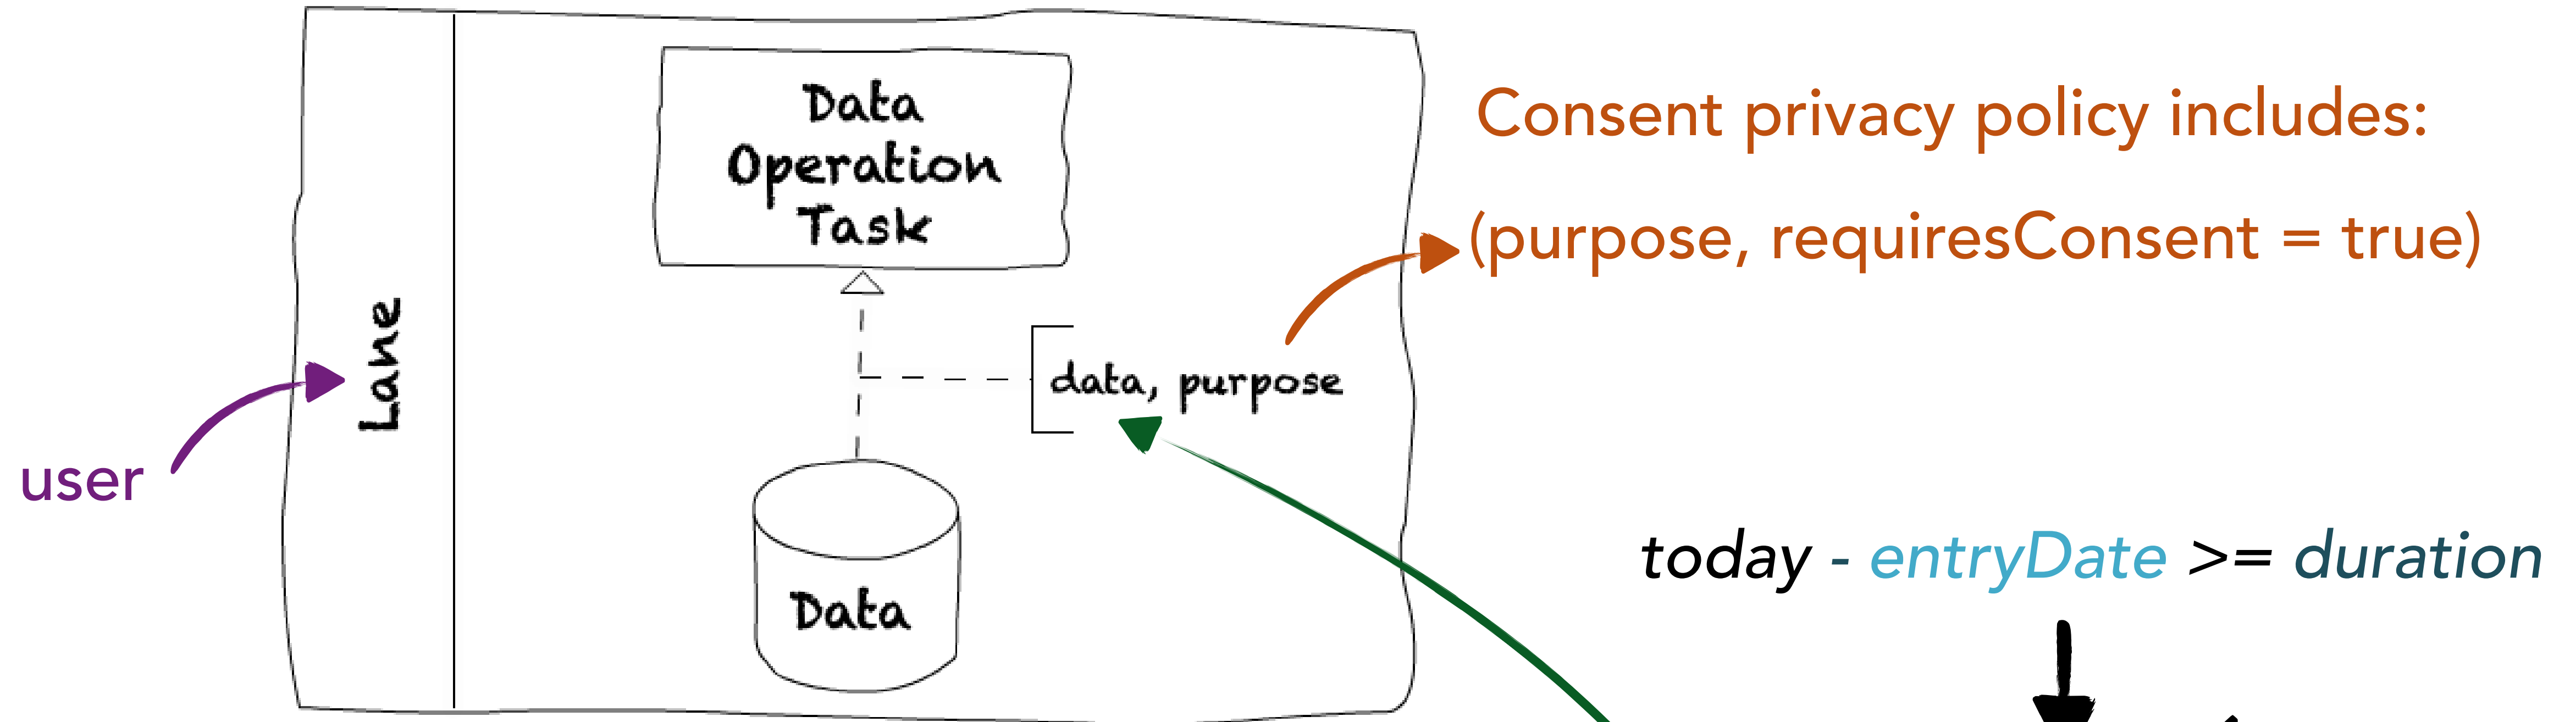 Data
Operation
Task
Consent privacy policy includes:
(purpose, requiresConsent = true)
Lane
data, purpose
user
today - entryDate >= duration
Data